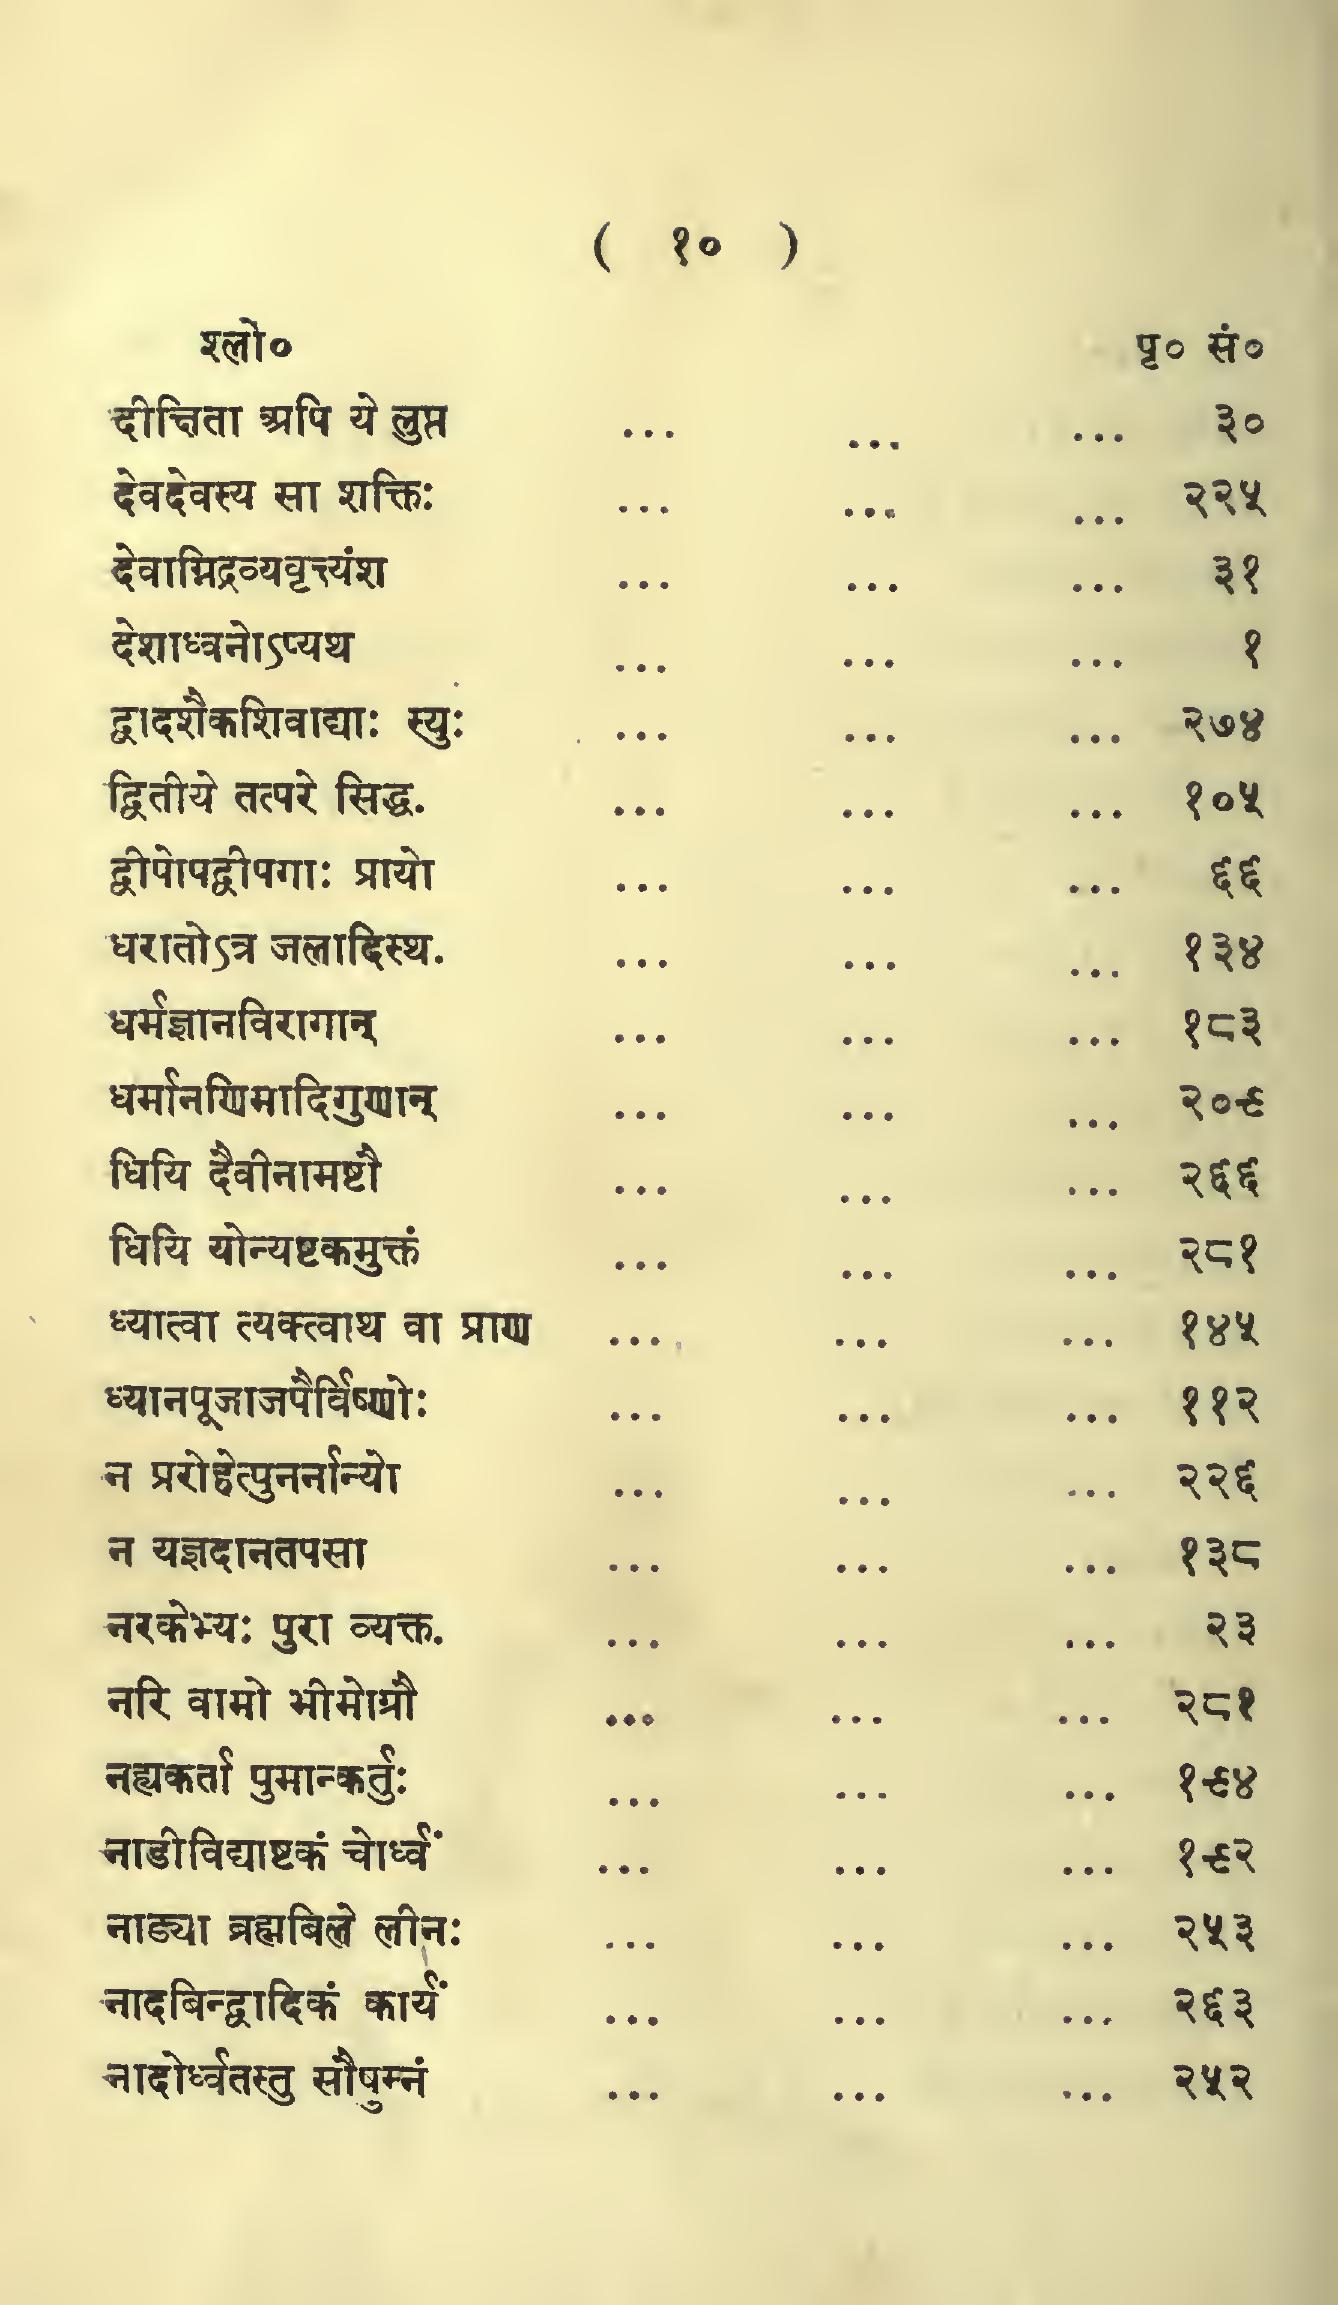 ( १० )
श्लो० पृ० सं०
दीक्षिता अपि ये लुप्त ... ... ... ३०
देवदेवस्य सा शक्तिः ... ... ... २२५
देवाग्निद्रव्यवृत्त्यंश ... ... ... ३१
देशाध्वनोऽप्यथ ... ... ... १
द्वादशैकशिवाद्याः स्युः ... ... ... २७४
द्वितीये तत्परे सिद्ध. ... ... ... १०५
द्वीपोपद्वीपगाः प्रायो ... ... ... ६६
धरातोऽत्र जलादिस्थ. ... ... ... १३४
धर्मज्ञानविरागान् ... ... ... १८३
धर्मानणिमादिगुणान् ... ... ... २०९
धियि दैवीनामष्टौ ... ... ... २६६
धियि योन्यष्टकमुक्तं ... ... ... २८१
ध्यात्वा त्यक्त्वाथ वा प्राण ... ... ... १४५
ध्यानपूजाजपैर्विष्णोः ... ... ... ११२
न प्ररोहेत्पुनर्नान्यो ... ... ... २२६
न यज्ञदानतपसा ... ... ... १३८
नरकेभ्यः पुरा व्यक्त. ... ... ... २३
नरि वामो भीमोग्रौ ... ... ... २८१
नह्यकर्ता पुमान्कर्तुः ... ... ... १९४
नाडीविद्याष्टकं चोर्ध्वं ... ... ... १९२
नाड्या ब्रह्मबिले लीनः ... ... ... २५३
नादबिन्द्वादिकं कार्यं ... ... ... २६३
नादोर्ध्वतस्तु सौषुम्नं ... ... ... २५२